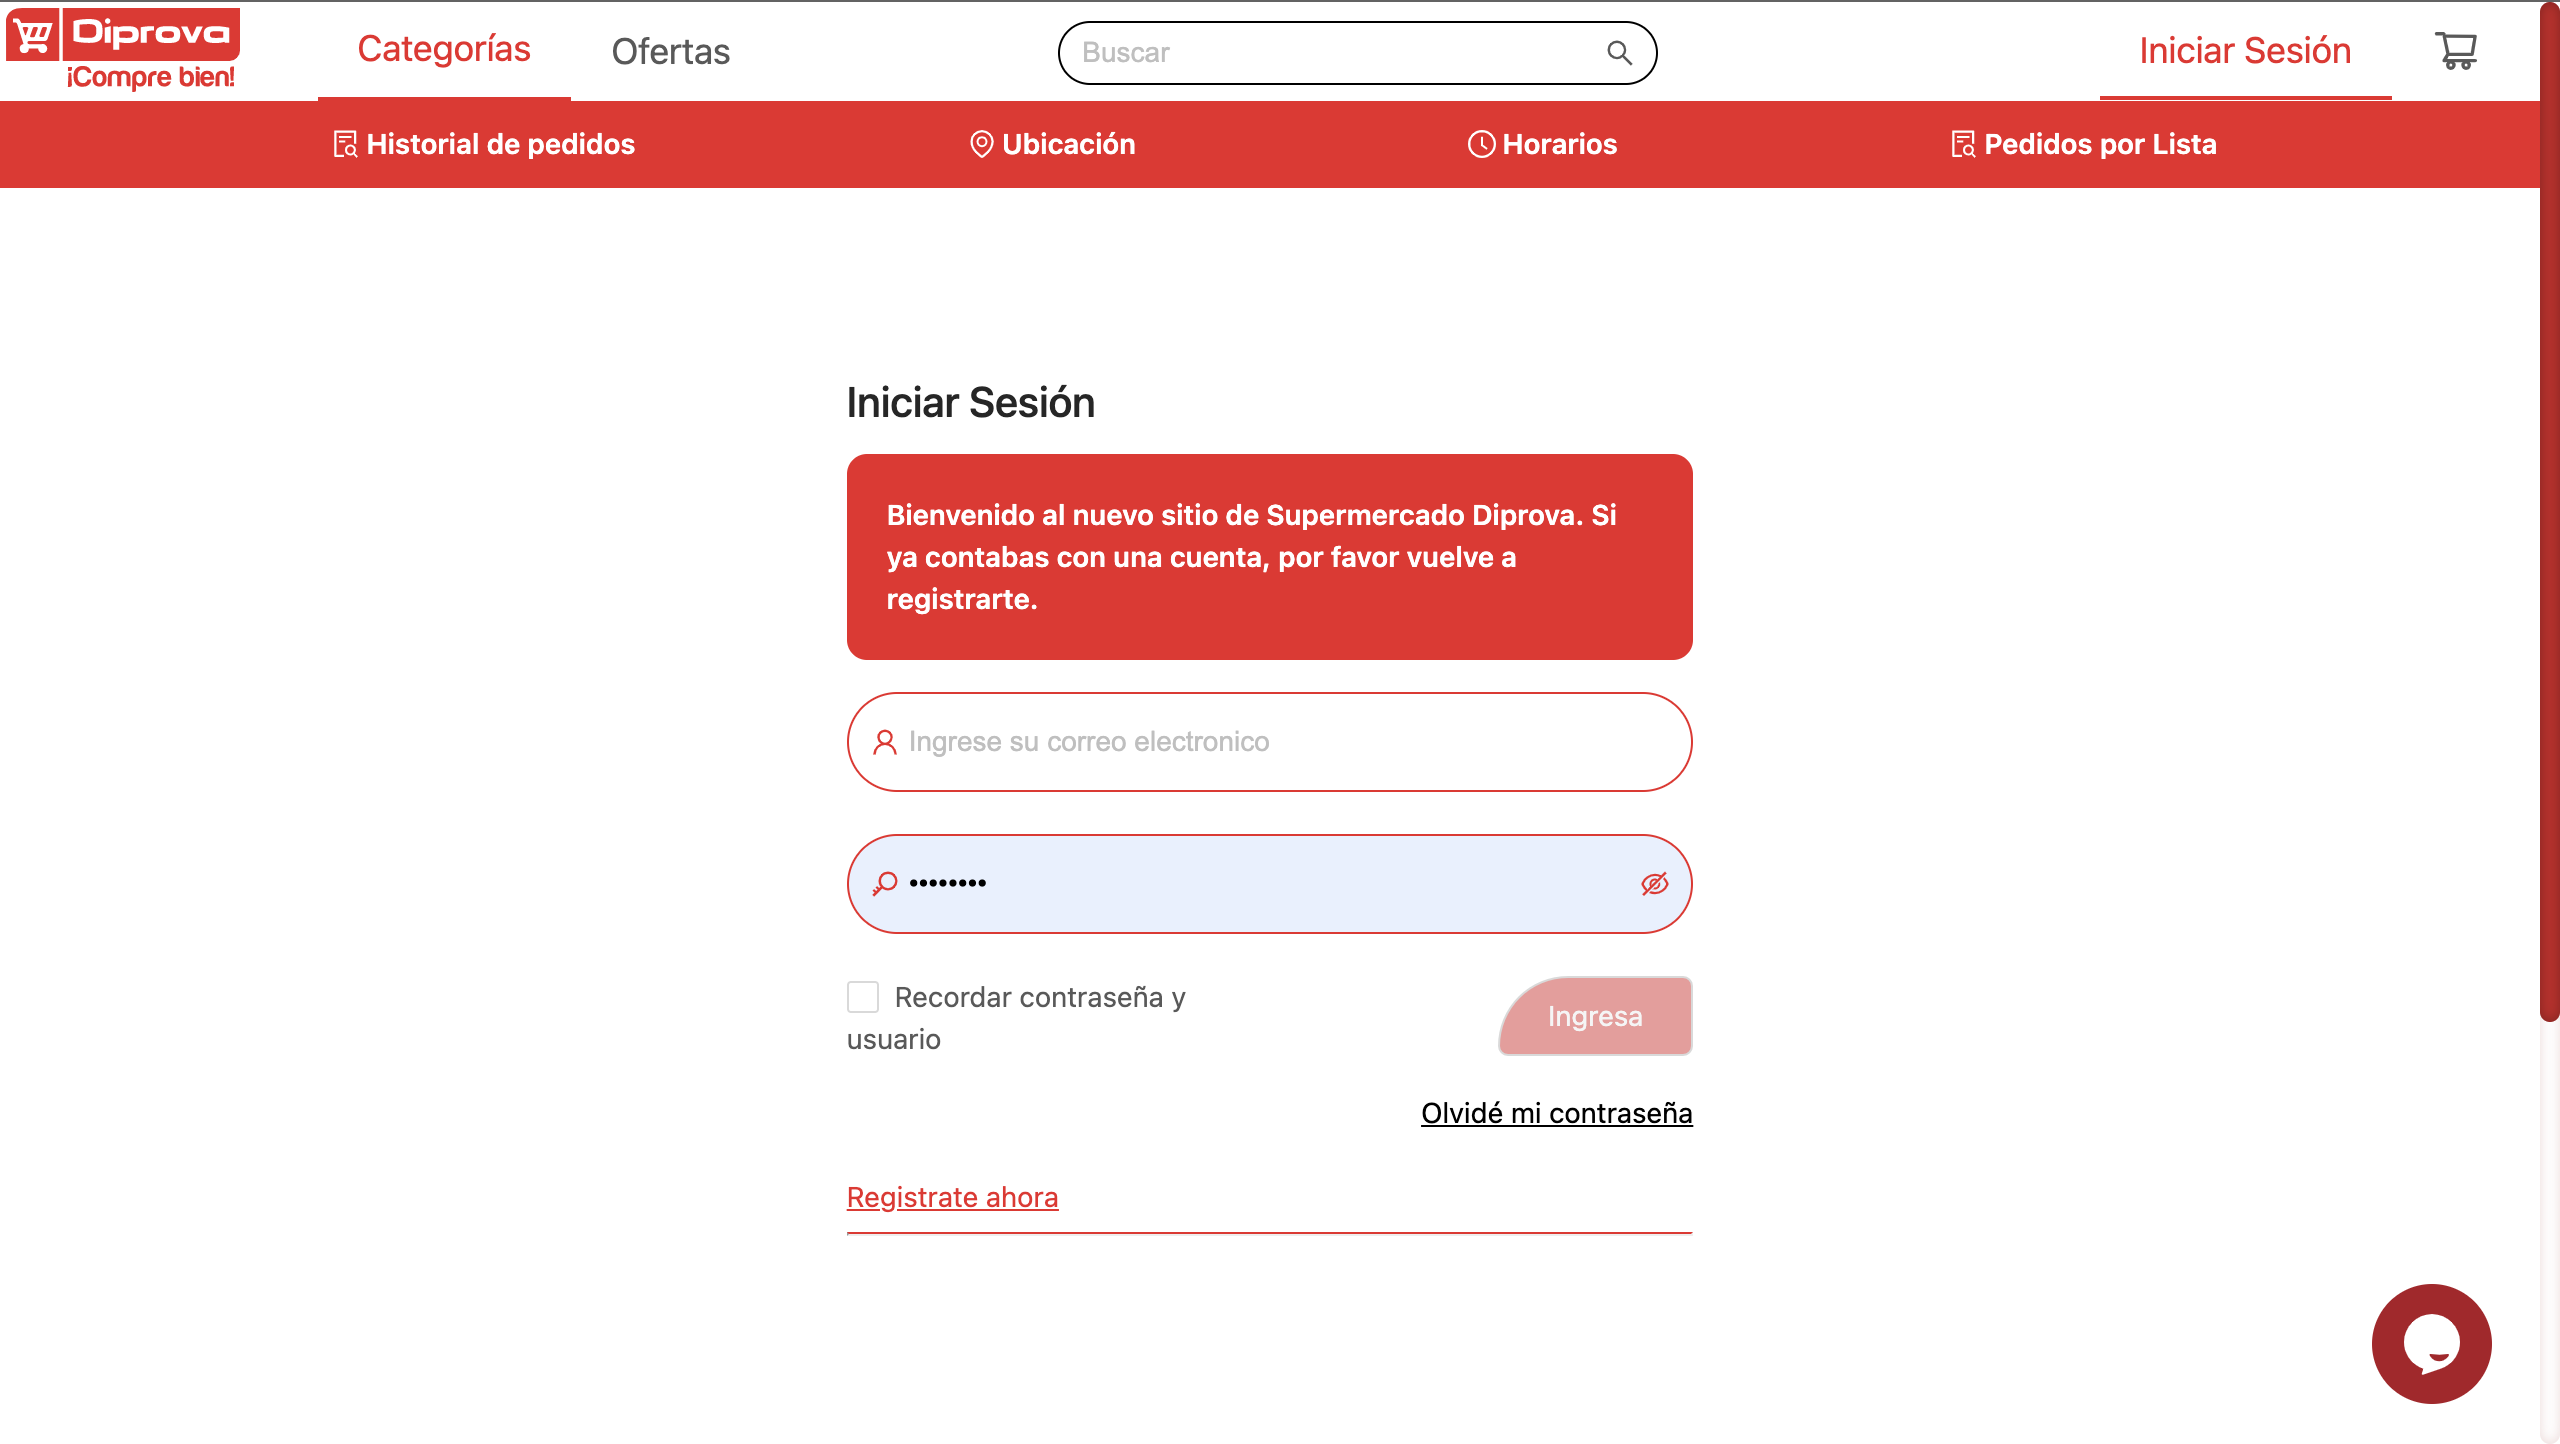 Diprova
¡Compre bien!
Categorías
Ofertas
Buscar
Iniciar Sesión
Historial de pedidos
Ubicación
Horarios
Pedidos por Lista
Iniciar Sesión
Bienvenido al nuevo sitio de Supermercado Diprova. Si
ya contabas con una cuenta, por favor vuelve a
registrarte.
Ingrese su correo electronico
••••••••
Recordar contraseña y
usuario
Ingresa
Olvidé mi contraseña
Registrate ahora